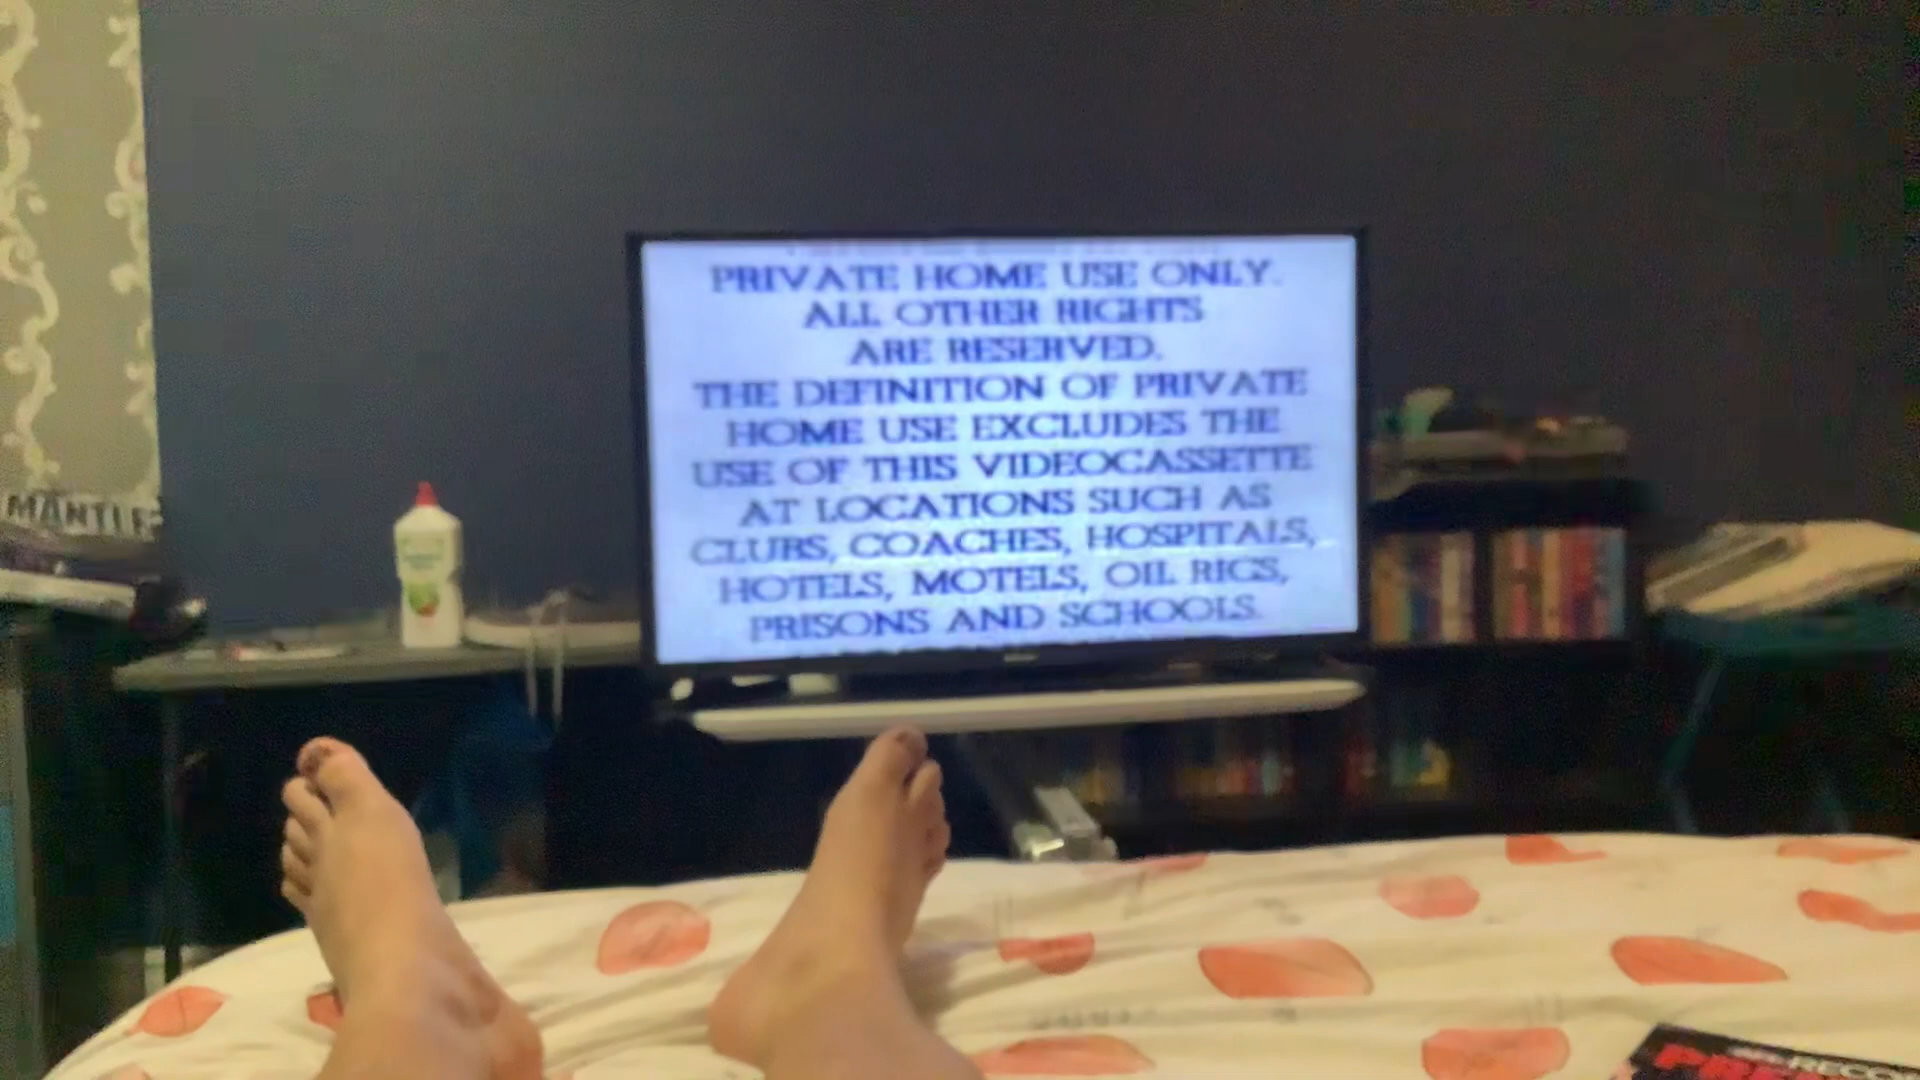 MANTLE
PRIVATE HOME USE ONLY.
ALL OTHER RIGHTS
ARE RESERVED.
THE DEFINITION OF PRIVATE
HOME USE EXCLUDES THE
USE OF THIS VIDEOCASSETTE
AT LOCATIONS SUCH AS
CLUBS, COACHES, HOSPITALS,
HOTELS, MOTELS, OIL RIGS,
PRISONS AND SCHOOLS.